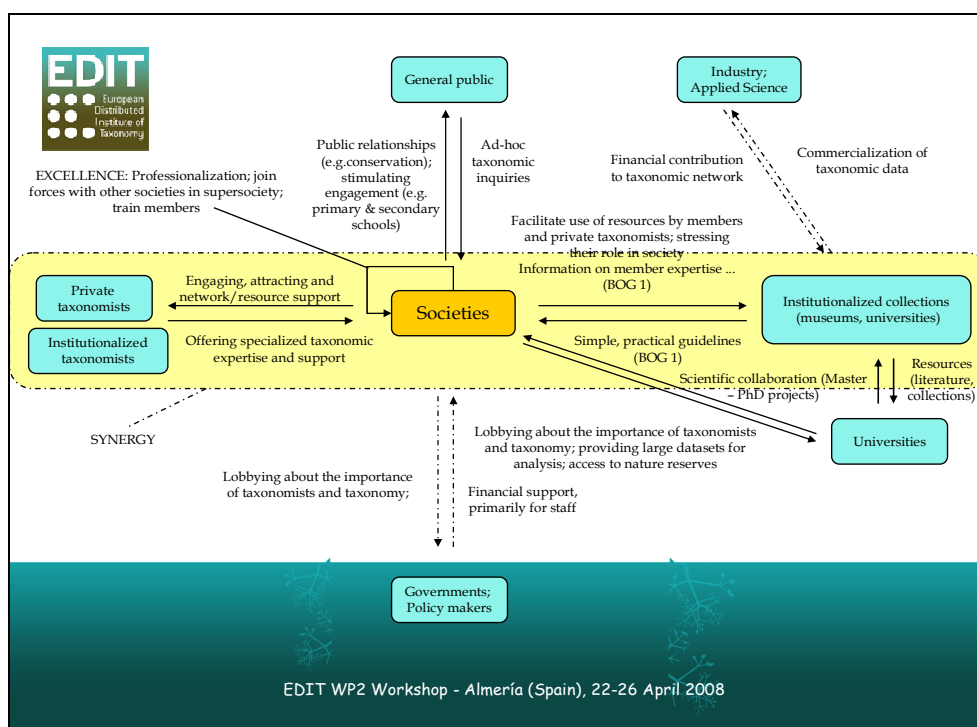 EDIT
European
Distributed
Institute of
Taxonomy
General public
Industry;
Applied Science
EXCELLENCE: Professionalization; join
forces with other societies in supersociety;
train members
Public relationships
(e.g.conservation);
stimulating
engagement (e.g.
primary & secondary
schools)
Ad-hoc
taxonomic
inquiries
Financial contribution
to taxonomic network
Commercialization of
taxonomic data
Facilitate use of resources by members
and private taxonomists; stressing
their role in society
Information on member expertise ...
(BOG 1)
Private
taxonomists
Institutionalized
taxonomists
Engaging, attracting and
network/resource support
Offering specialized taxonomic
expertise and support
Societies
Simple, practical guidelines
(BOG 1)
Institutionalized collections
(museums, universities)
Scientific collaboration (Master
– PhD projects)
Resources
(literature,
collections)
Universities
SYNERGY
Lobbying about the importance of taxonomists
and taxonomy; providing large datasets for
analysis; access to nature reserves
Lobbying about the importance
of taxonomists and taxonomy;
Financial support,
primarily for staff
Governments;
Policy makers
EDIT WP2 Workshop - Almería (Spain), 22-26 April 2008